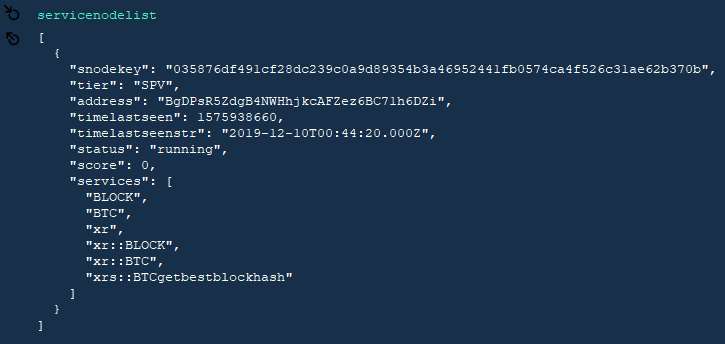 servicenodelist
[
  {
    "snodekey": "035876df491cf28dc239c0a9d89354b3a46952441fb0574ca4f526c31ae62b370b",
    "tier": "SPV",
    "address": "BgDPsR5ZdgB4NWHhjkcAFZez6BC71h6DZi",
    "timelastseen": 1575938660,
    "timelastseenstr": "2019-12-10T00:44:20.000Z",
    "status": "running",
    "score": 0,
    "services": [
      "BLOCK",
      "BTC",
      "xr",
      "xr::BLOCK",
      "xr::BTC",
      "xrs::BTCgetbestblockhash"
    ]
  }
]